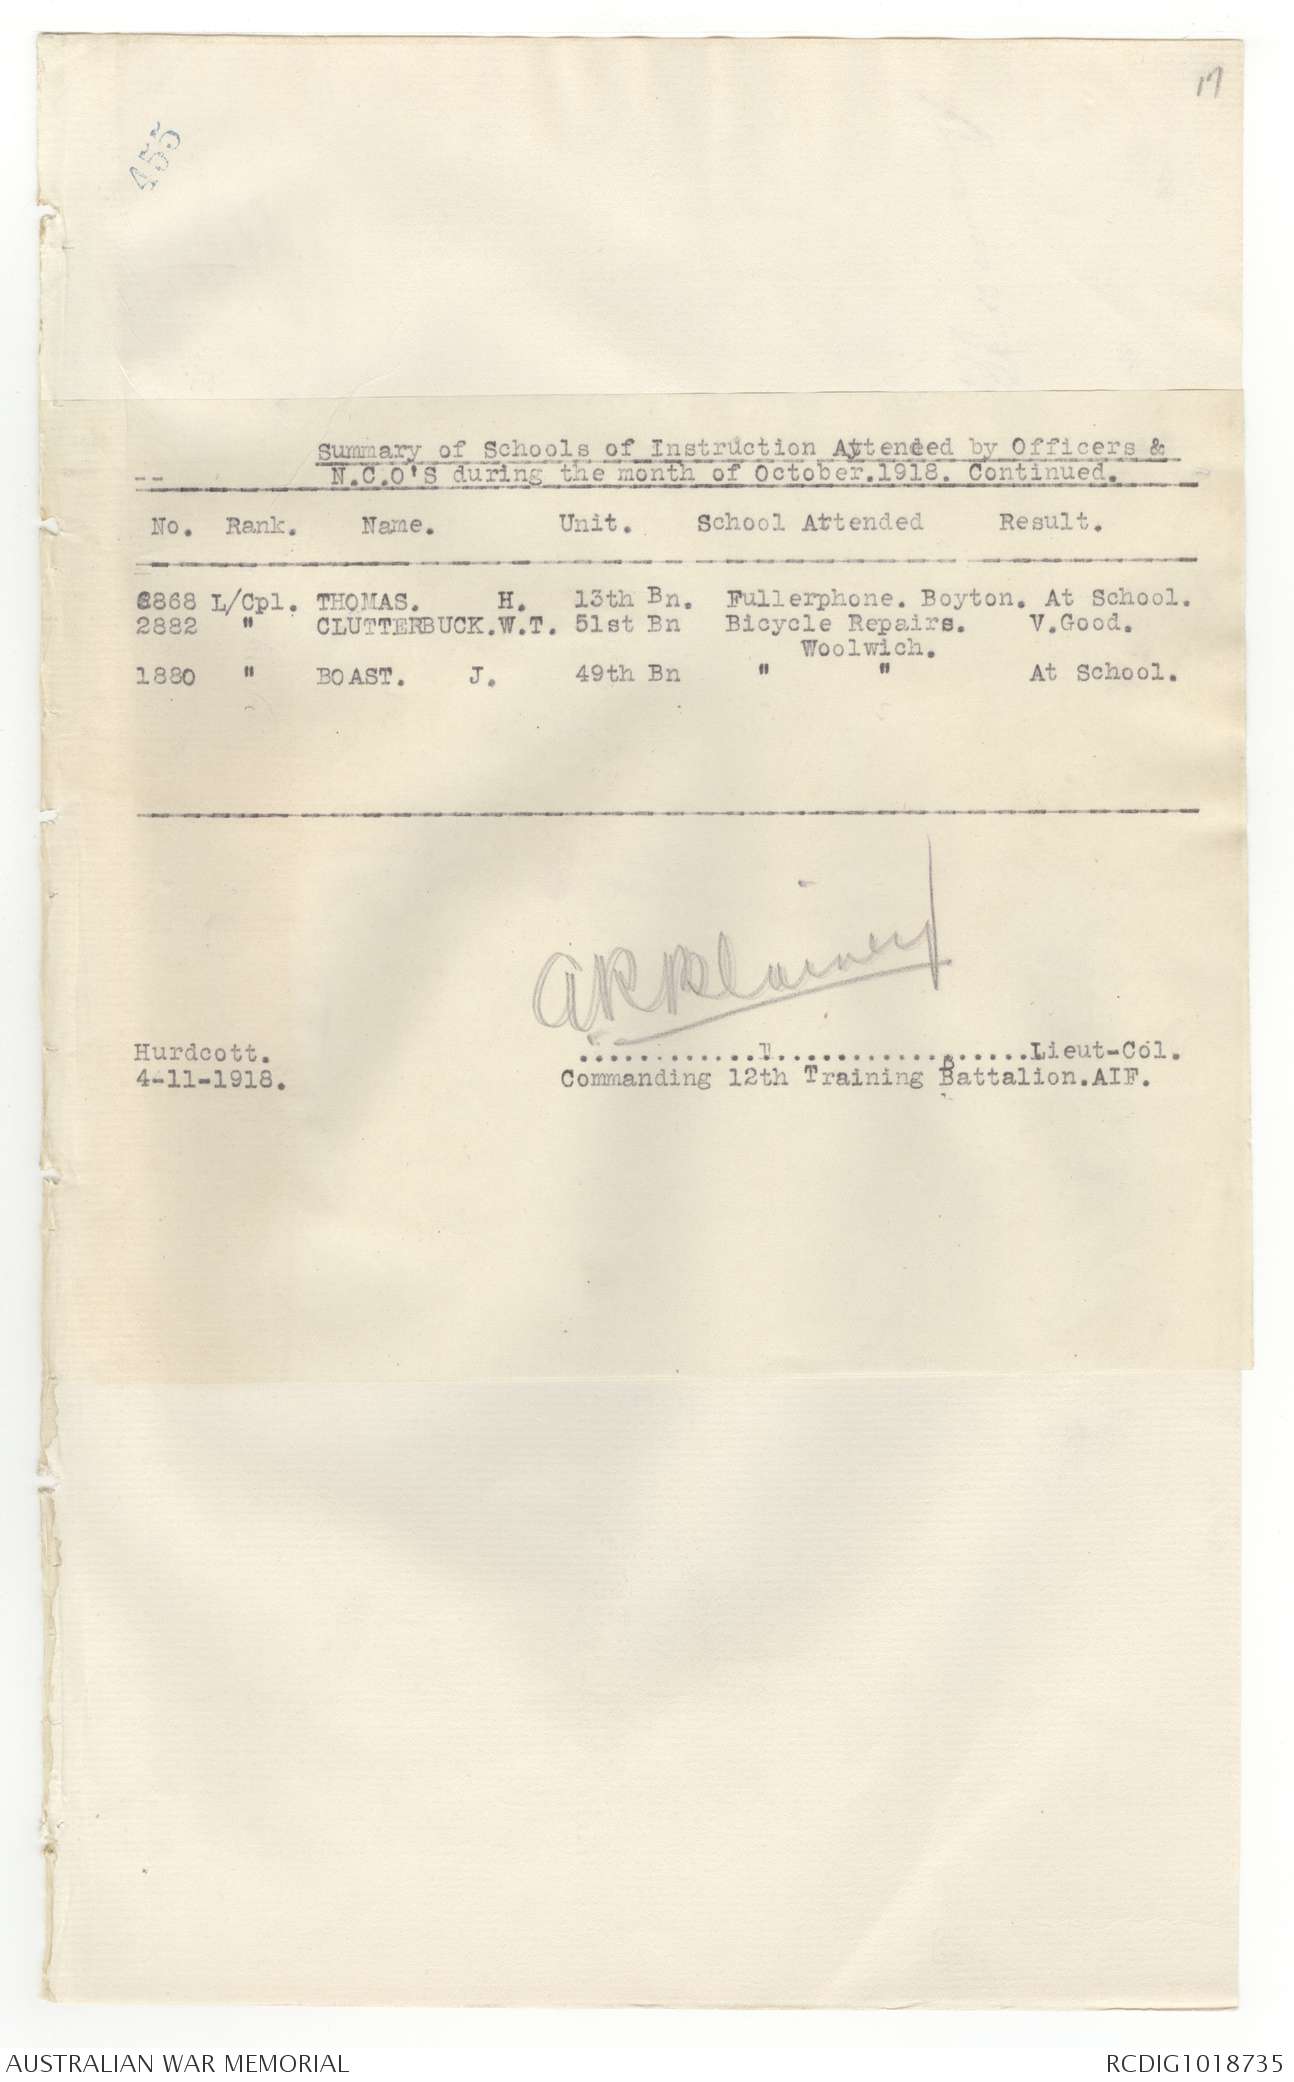 17
455
Summary of Schools of Instruction Attended by Officers &
N.C.O'S during the month of October.1918. Continued.
No. Rank. Name. Unit. School Attended Result.
6868 L/Cpl. THOMAS. H. 13th Bn. Fullerphone. Boyton. At School.
2882 " CLUTTERBUCK.W.T. 51st Bn Bicycle Repairs. V.Good.
Woolwich.
1880 " BOAST. J. 49th Bn " " At School.
Hurdcott. ..............................Lieut-Col.
4-11-1918. Commanding 12th Training Battalion.AIF.
AUSTRALIAN WAR MEMORIAL RCDIG1018735